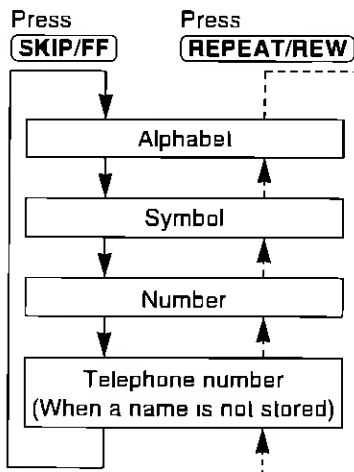 Press
SKIP/FF
Press
REPEAT/REW
Alphabet
Symbol
Number
Telephone number
(When a name is not stored)